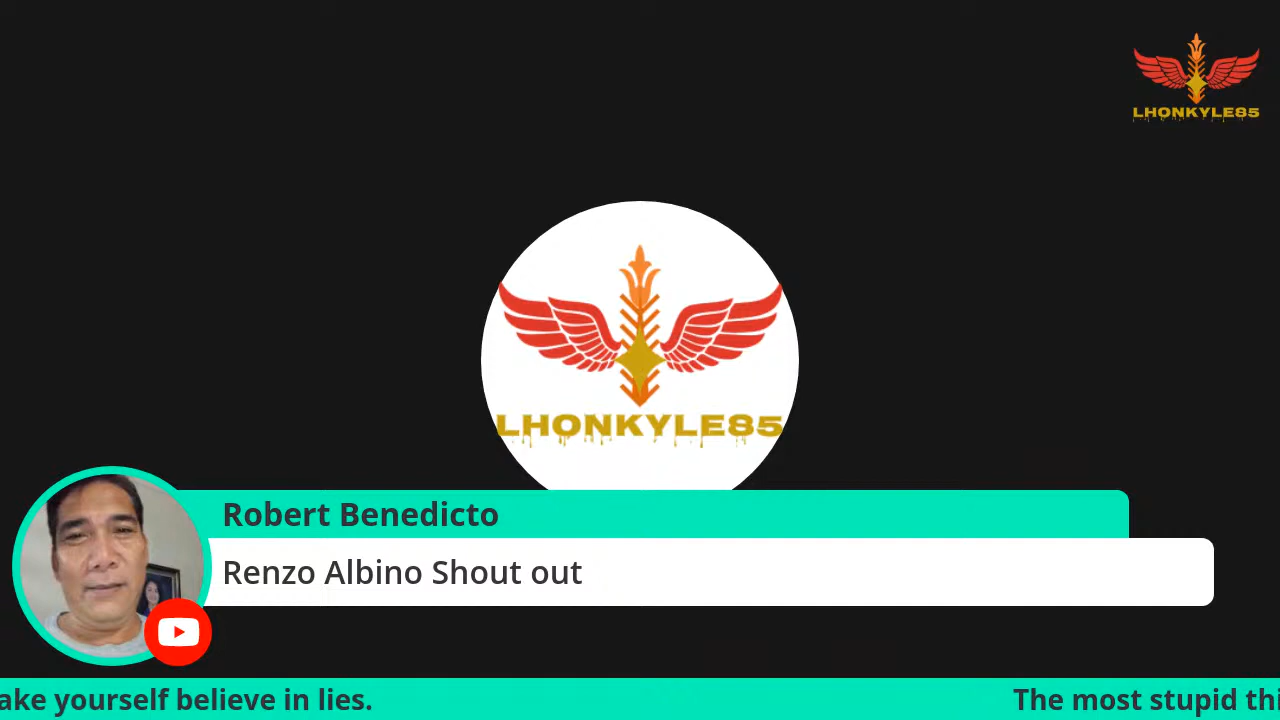 LHONKYLE85
LHONKYLE85
Robert Benedicto
Renzo Albino Shout out
ake yourself believe in lies.
The most stupid thi